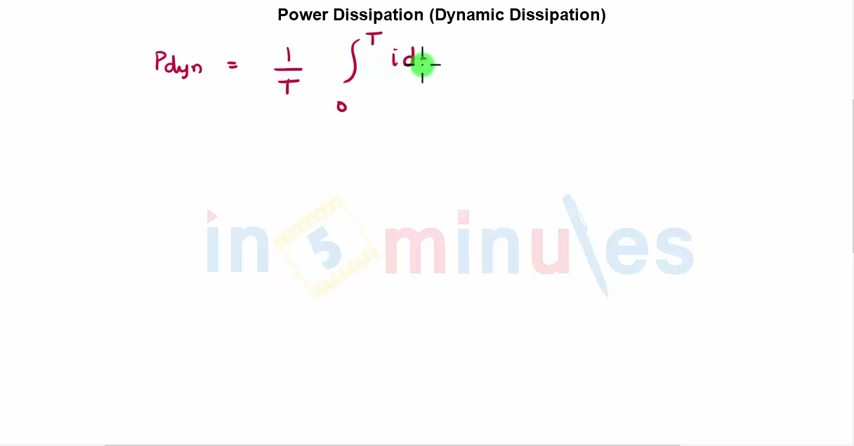 Power Dissipation (Dynamic Dissipation)
Pdyn = 1/T ∫₀ᵀ id
in 5 minutes